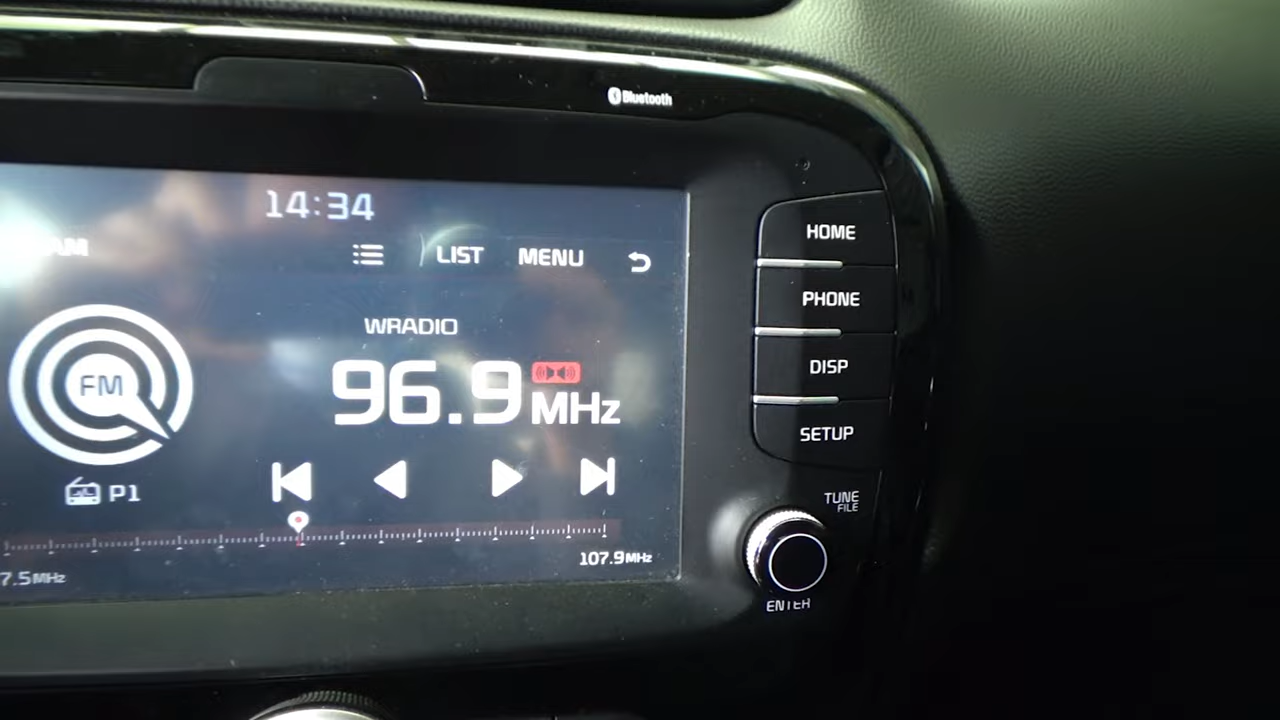 Bluetooth
14:34
AM
LIST MENU
WRADIO
FM
96.9
MHz
P1
7.5MHz
107.9MHz
HOME
PHONE
DISP
SETUP
TUNE
FILE
ENTER